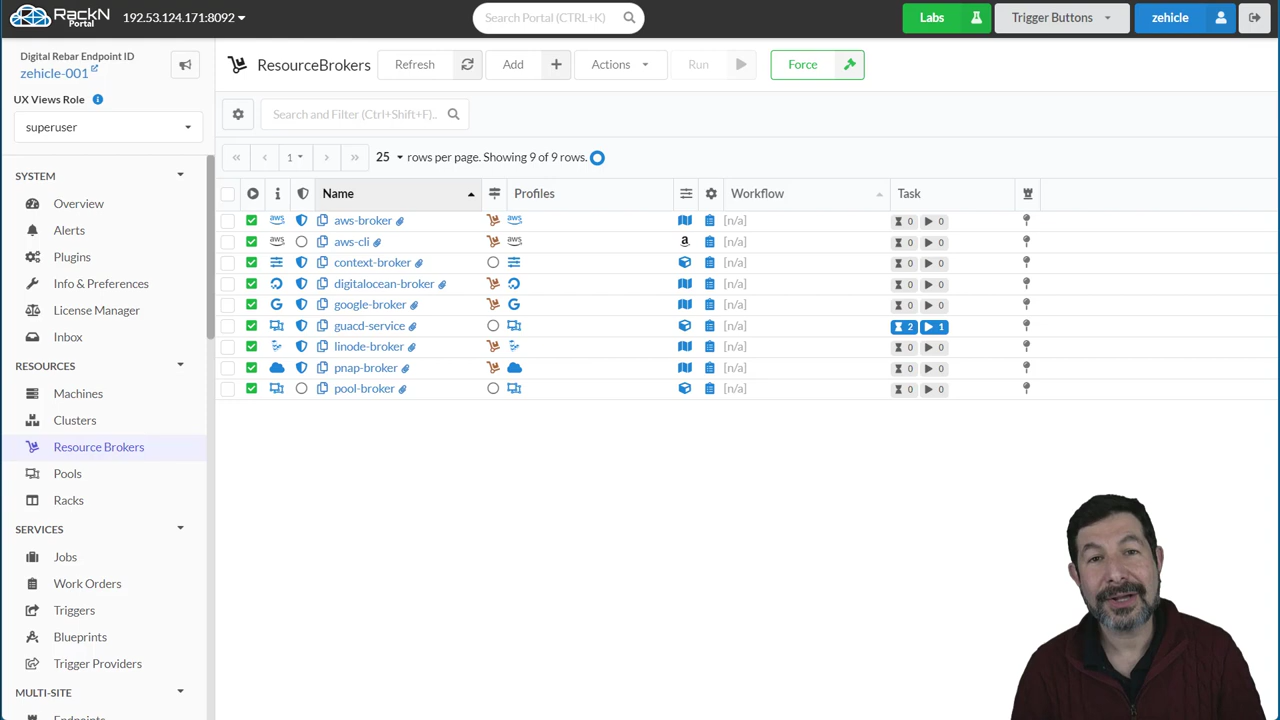 RackN Portal
192.53.124.171:8092
Search Portal (CTRL+K)
Labs
Trigger Buttons
zehicle
Digital Rebar Endpoint ID
zehicle-001
UX Views Role
superuser
SYSTEM
Overview
Alerts
Plugins
Info & Preferences
License Manager
Inbox
RESOURCES
Machines
Clusters
Resource Brokers
Pools
Racks
SERVICES
Jobs
Work Orders
Triggers
Blueprints
Trigger Providers
MULTI-SITE
Endpoints
ResourceBrokers
Refresh
Add
Actions
Run
Force
Search and Filter (Ctrl+Shift+F)..
1
25 rows per page. Showing 9 of 9 rows.
Name Profiles Workflow Task
aws aws-broker aws [n/a] 0 0
aws aws-cli aws a [n/a] 0 0
context-broker [n/a] 0 0
digitalocean-broker [n/a] 0 0
G google-broker G [n/a] 0 0
guacd-service [n/a] 2 1
linode-broker [n/a] 0 0
pnap-broker [n/a] 0 0
pool-broker [n/a] 0 0